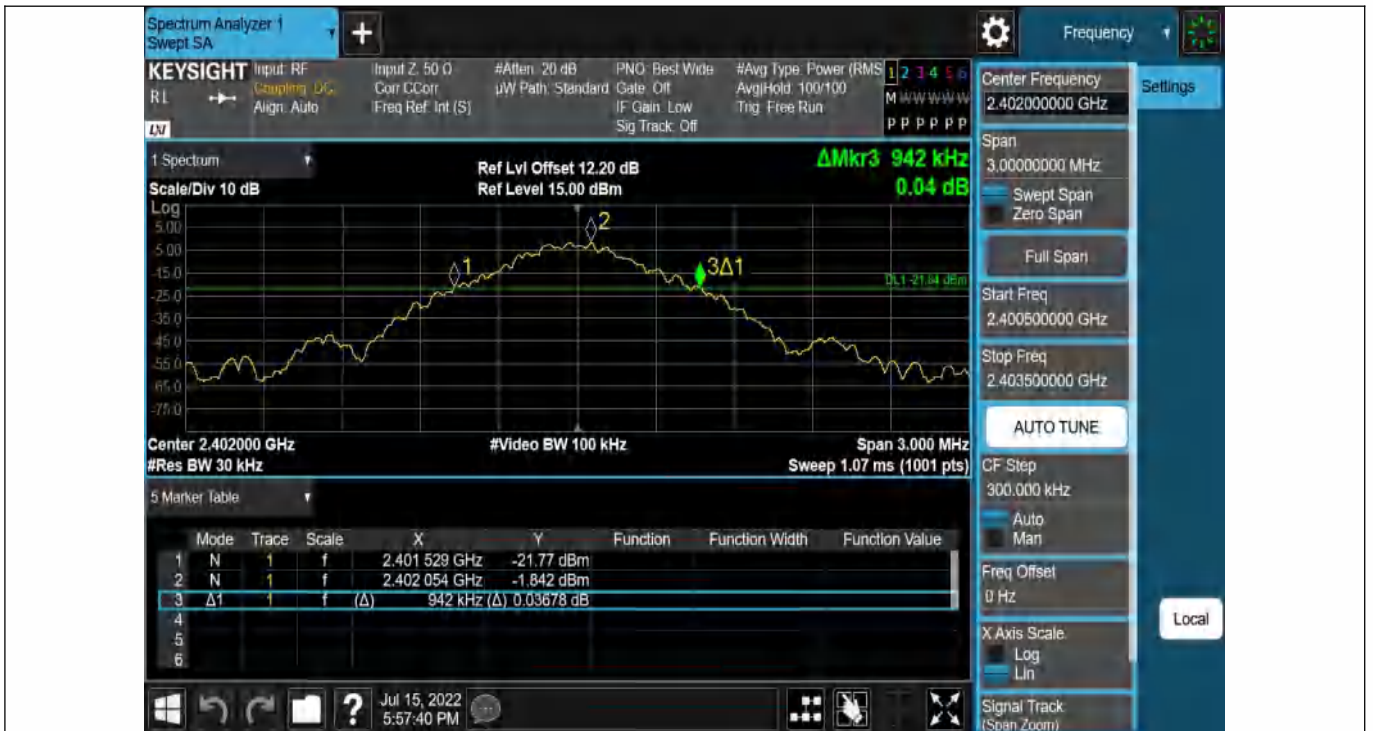 Spectrum Analyzer 1
Swept SA
Frequency
KEYSIGHT
RL
LXI
Input: RF
Coupling: DC
Align: Auto
Input Z: 50 Ω
Corr CCorr
Freq Ref: Int (S)
#Atten: 20 dB
µW Path: Standard
PNO: Best Wide
Gate: Off
IF Gain: Low
Sig Track: Off
#Avg Type: Power (RMS
Avg|Hold: 100/100
Trig: Free Run
1 2 3 4 5 6
M W W W W W
P P P P P P
Center Frequency
2.402000000 GHz
Settings
1 Spectrum
Scale/Div 10 dB
Ref Lvl Offset 12.20 dB
Ref Level 15.00 dBm
ΔMkr3 942 kHz
0.04 dB
Log
5.00
-5.00
-15.0
-25.0
-35.0
-45.0
-55.0
-65.0
-75.0
1
2
3Δ1
DL1 -21.84 dBm
Center 2.402000 GHz
#Res BW 30 kHz
#Video BW 100 kHz
Span 3.000 MHz
Sweep 1.07 ms (1001 pts)
Span
3.00000000 MHz
Swept Span
Zero Span
Full Span
Start Freq
2.400500000 GHz
Stop Freq
2.403500000 GHz
AUTO TUNE
CF Step
300.000 kHz
Auto
Man
Freq Offset
0 Hz
X Axis Scale
Log
Lin
Signal Track
(Span Zoom)
Local
5 Marker Table
Mode Trace Scale X Y Function Function Width Function Value
1 N 1 f 2.401 529 GHz -21.77 dBm
2 N 1 f 2.402 054 GHz -1.842 dBm
3 Δ1 1 f (Δ) 942 kHz (Δ) 0.03678 dB
4
5
6
?
Jul 15, 2022
5:57:40 PM